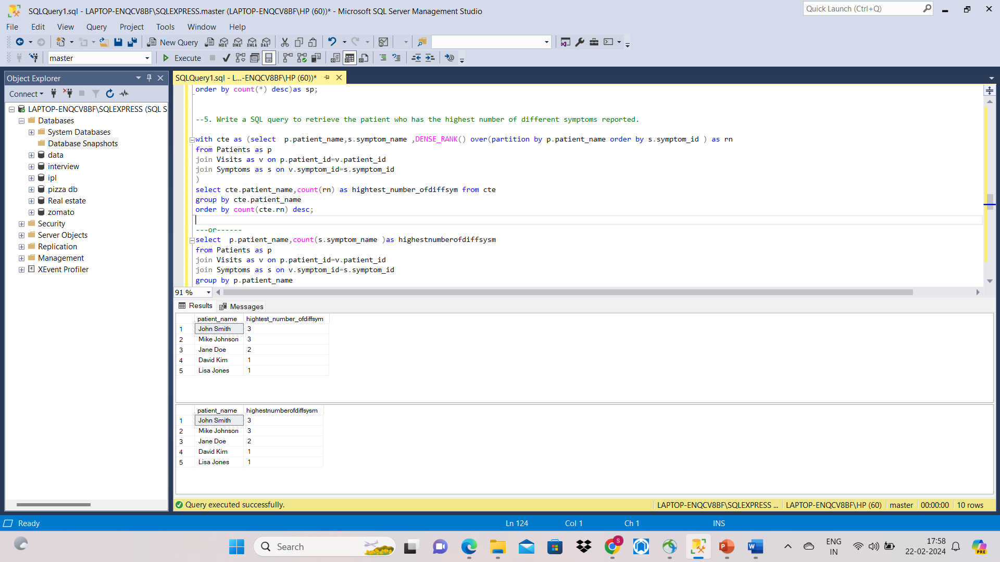 SQLQuery1.sql - LAPTOP-ENQCV8BF\SQLEXPRESS.master (LAPTOP-ENQCV8BF\HP (60))* - Microsoft SQL Server Management Studio
Quick Launch (Ctrl+Q)
File Edit View Query Project Tools Window Help
New Query MDX DMX XMLA DAX
master Execute
Object Explorer
SQLQuery1.sql - L...-ENQCV8BF\HP (60))*
Connect
LAPTOP-ENQCV8BF\SQLEXPRESS (SQL S
Databases
System Databases
Database Snapshots
data
interview
ipl
pizza db
Real estate
zomato
Security
Server Objects
Replication
Management
XEvent Profiler
order by count(*) desc)as sp;
--5. Write a SQL query to retrieve the patient who has the highest number of different symptoms reported.
with cte as (select  p.patient_name,s.symptom_name ,DENSE_RANK() over(partition by p.patient_name order by s.symptom_id ) as rn
from Patients as p
join Visits as v on p.patient_id=v.patient_id
join Symptoms as s on v.symptom_id=s.symptom_id
)
select cte.patient_name,count(rn) as hightest_number_ofdiffsym from cte
group by cte.patient_name
order by count(cte.rn) desc;
---or------
select  p.patient_name,count(s.symptom_name )as highestnumberofdiffsysm
from Patients as p
join Visits as v on p.patient_id=v.patient_id
join Symptoms as s on v.symptom_id=s.symptom_id
group by p.patient_name
91 %
Results Messages
patient_name hightest_number_ofdiffsym
1 John Smith 3
2 Mike Johnson 3
3 Jane Doe 2
4 David Kim 1
5 Lisa Jones 1
patient_name highestnumberofdiffsysm
1 John Smith 3
2 Mike Johnson 3
3 Jane Doe 2
4 David Kim 1
5 Lisa Jones 1
Query executed successfully. LAPTOP-ENQCV8BF\SQLEXPRESS ... LAPTOP-ENQCV8BF\HP (60) master 00:00:00 10 rows
Ready Ln 124 Col 1 Ch 1 INS
Search
S
P
W
ENG
IN
17:58
22-02-2024
PRE